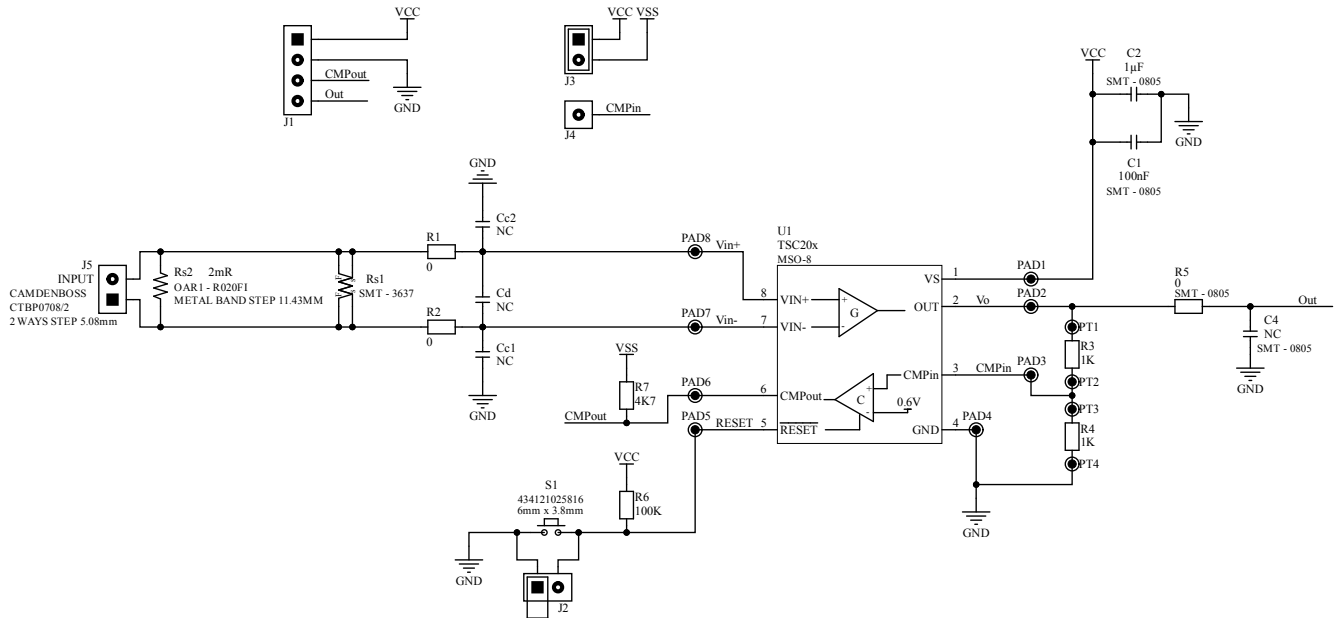 VCC
CMPout
Out
GND
J1
VCC VSS
J3
CMPin
J4
VCC
C2
1µF
SMT - 0805
GND
C1
100nF
SMT - 0805
GND
Cc2
NC
J5
INPUT
CAMDENBOSS
CTBP0708/2
2 WAYS STEP 5.08mm
Rs2 2mR
OAR1 - R020FI
METAL BAND STEP 11.43MM
Rs1
SMT - 3637
R1
0
R2
0
Cd
NC
Cc1
NC
GND
PAD8 Vin+
PAD7 Vin-
VSS
R7
4K7
PAD6
CMPout
PAD5
RESET
VCC
R6
100K
S1
434121025816
6mm x 3.8mm
GND
J2
U1
TSC20x
MSO-8
8 VIN+
7 VIN-
6 CMPout
5 RESET
+
-
G
+
-
C
0.6V
VS 1
OUT 2
CMPin 3
GND 4
PAD1
Vo PAD2
CMPin PAD3
PAD4
GND
PT1
R3
1K
PT2
PT3
R4
1K
PT4
R5
0
SMT - 0805
Out
C4
NC
SMT - 0805
GND